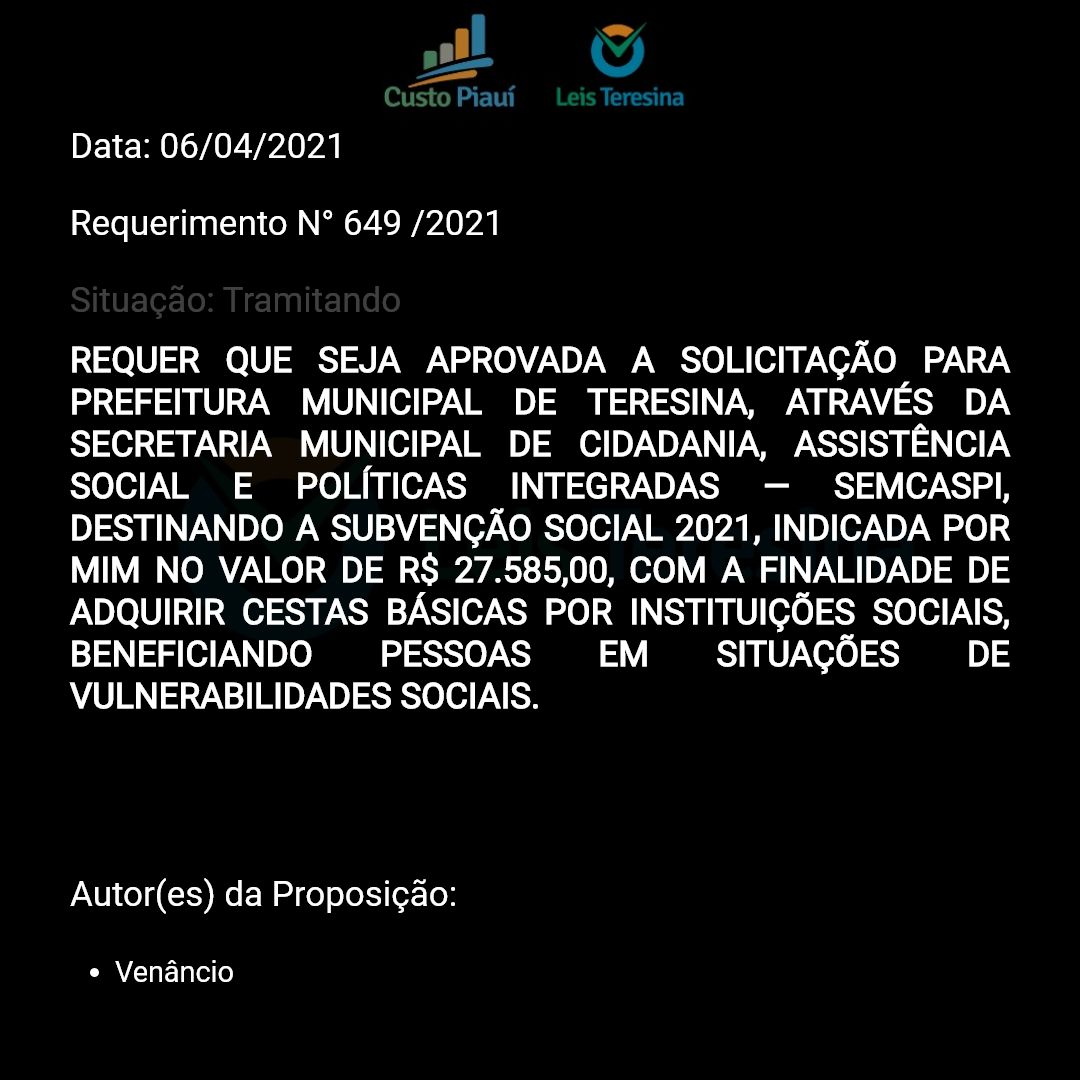 Custo Piauí
Leis Teresina
Data: 06/04/2021
Requerimento N° 649 /2021
Situação: Tramitando
REQUER QUE SEJA APROVADA A SOLICITAÇÃO PARA
PREFEITURA MUNICIPAL DE TERESINA, ATRAVÉS DA
SECRETARIA MUNICIPAL DE CIDADANIA, ASSISTÊNCIA
SOCIAL E POLÍTICAS INTEGRADAS — SEMCASPI,
DESTINANDO A SUBVENÇÃO SOCIAL 2021, INDICADA POR
MIM NO VALOR DE R$ 27.585,00, COM A FINALIDADE DE
ADQUIRIR CESTAS BÁSICAS POR INSTITUIÇÕES SOCIAIS,
BENEFICIANDO PESSOAS EM SITUAÇÕES DE
VULNERABILIDADES SOCIAIS.
Autor(es) da Proposição:
• Venâncio